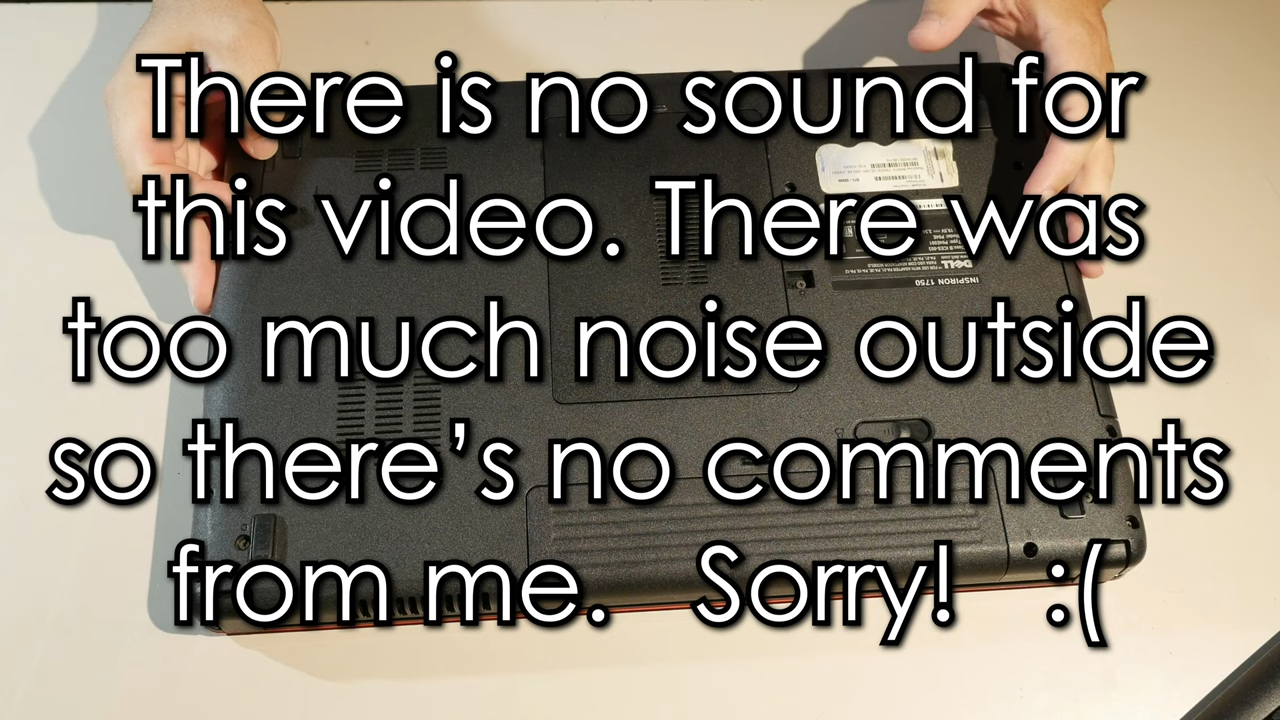 There is no sound for
this video. There was
too much noise outside
so there’s no comments
from me. Sorry! :(
INSPIRON 1750
DELL